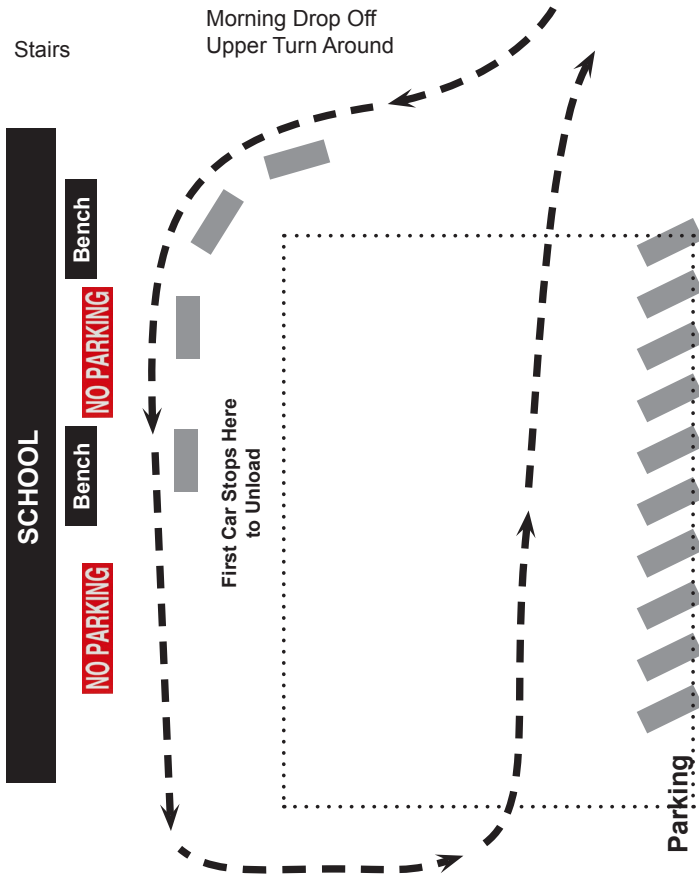 Morning Drop Off
Upper Turn Around
Stairs
SCHOOL
Bench
NO PARKING
Bench
NO PARKING
First Car Stops Here
to Unload
Parking